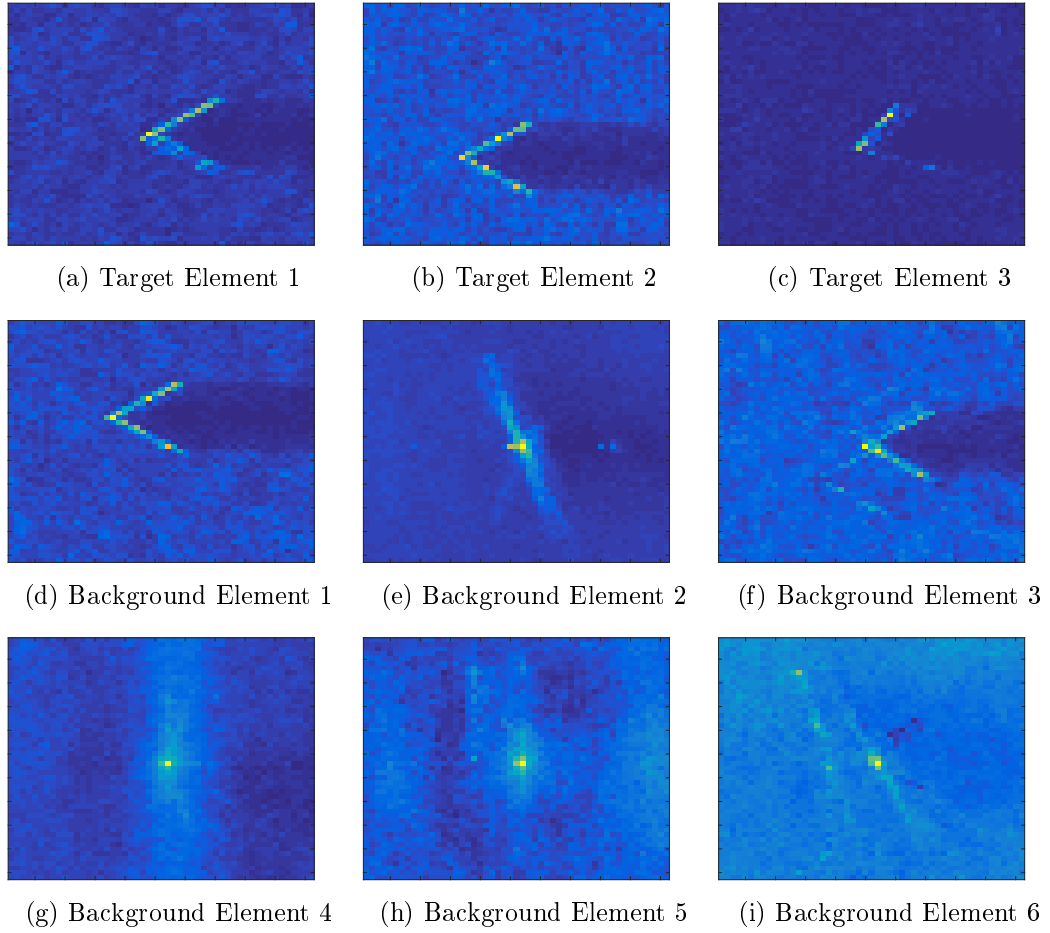 (a) Target Element 1
(b) Target Element 2
(c) Target Element 3
(d) Background Element 1
(e) Background Element 2
(f) Background Element 3
(g) Background Element 4
(h) Background Element 5
(i) Background Element 6